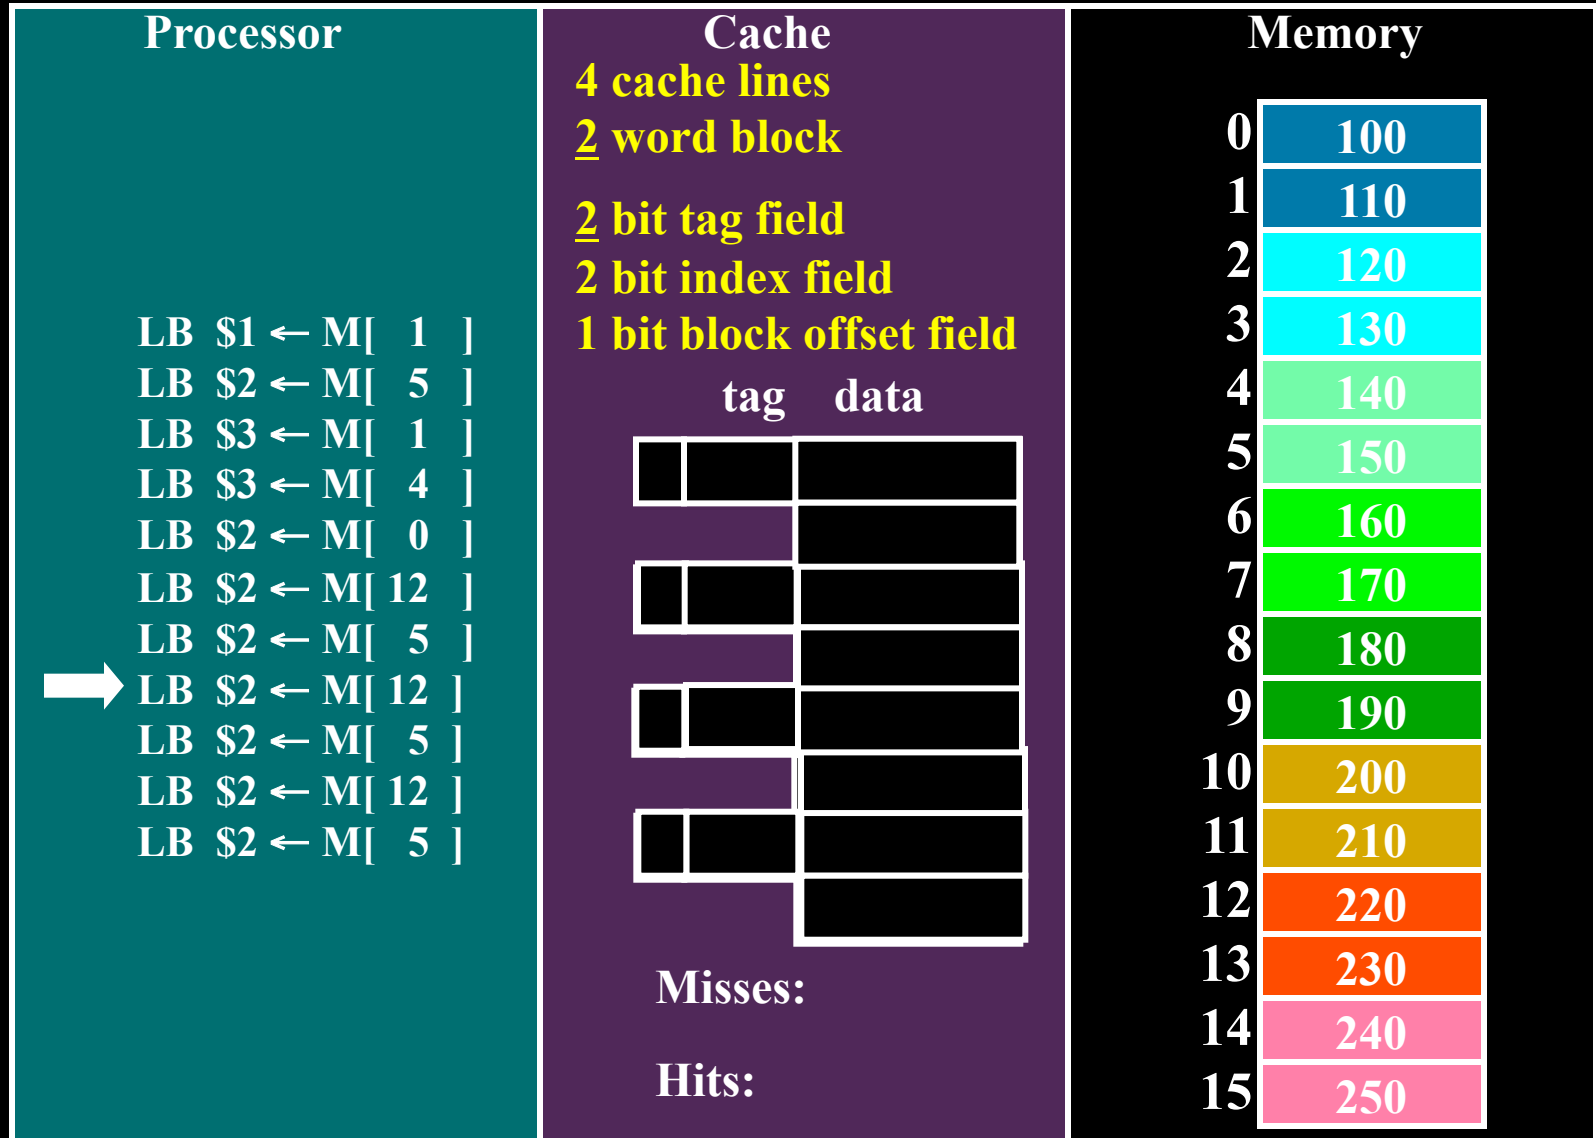 Processor
LB $1 ← M[ 1 ]
LB $2 ← M[ 5 ]
LB $3 ← M[ 1 ]
LB $3 ← M[ 4 ]
LB $2 ← M[ 0 ]
LB $2 ← M[ 12 ]
LB $2 ← M[ 5 ]
LB $2 ← M[ 12 ]
LB $2 ← M[ 5 ]
LB $2 ← M[ 12 ]
LB $2 ← M[ 5 ]
Cache
4 cache lines
2 word block
2 bit tag field
2 bit index field
1 bit block offset field
tag data
Misses:
Hits:
Memory
0 100
1 110
2 120
3 130
4 140
5 150
6 160
7 170
8 180
9 190
10 200
11 210
12 220
13 230
14 240
15 250